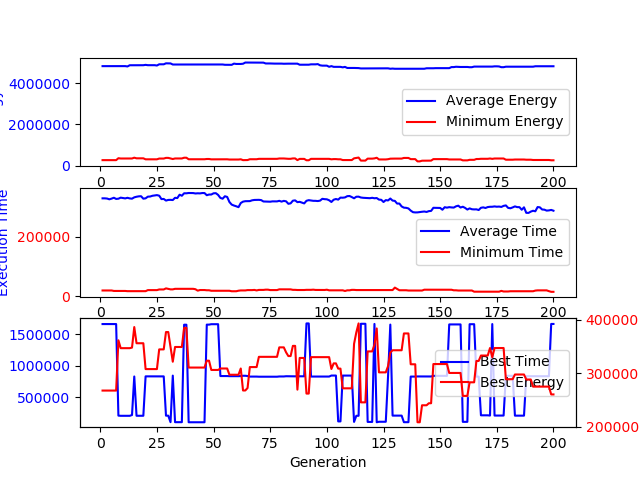 4000000
2000000
0
Average Energy
Minimum Energy
0 25 50 75 100 125 150 175 200
Execution Time
200000
0
Average Time
Minimum Time
0 25 50 75 100 125 150 175 200
1500000
1000000
500000
Best Time
Best Energy
400000
300000
200000
0 25 50 75 100 125 150 175 200
Generation